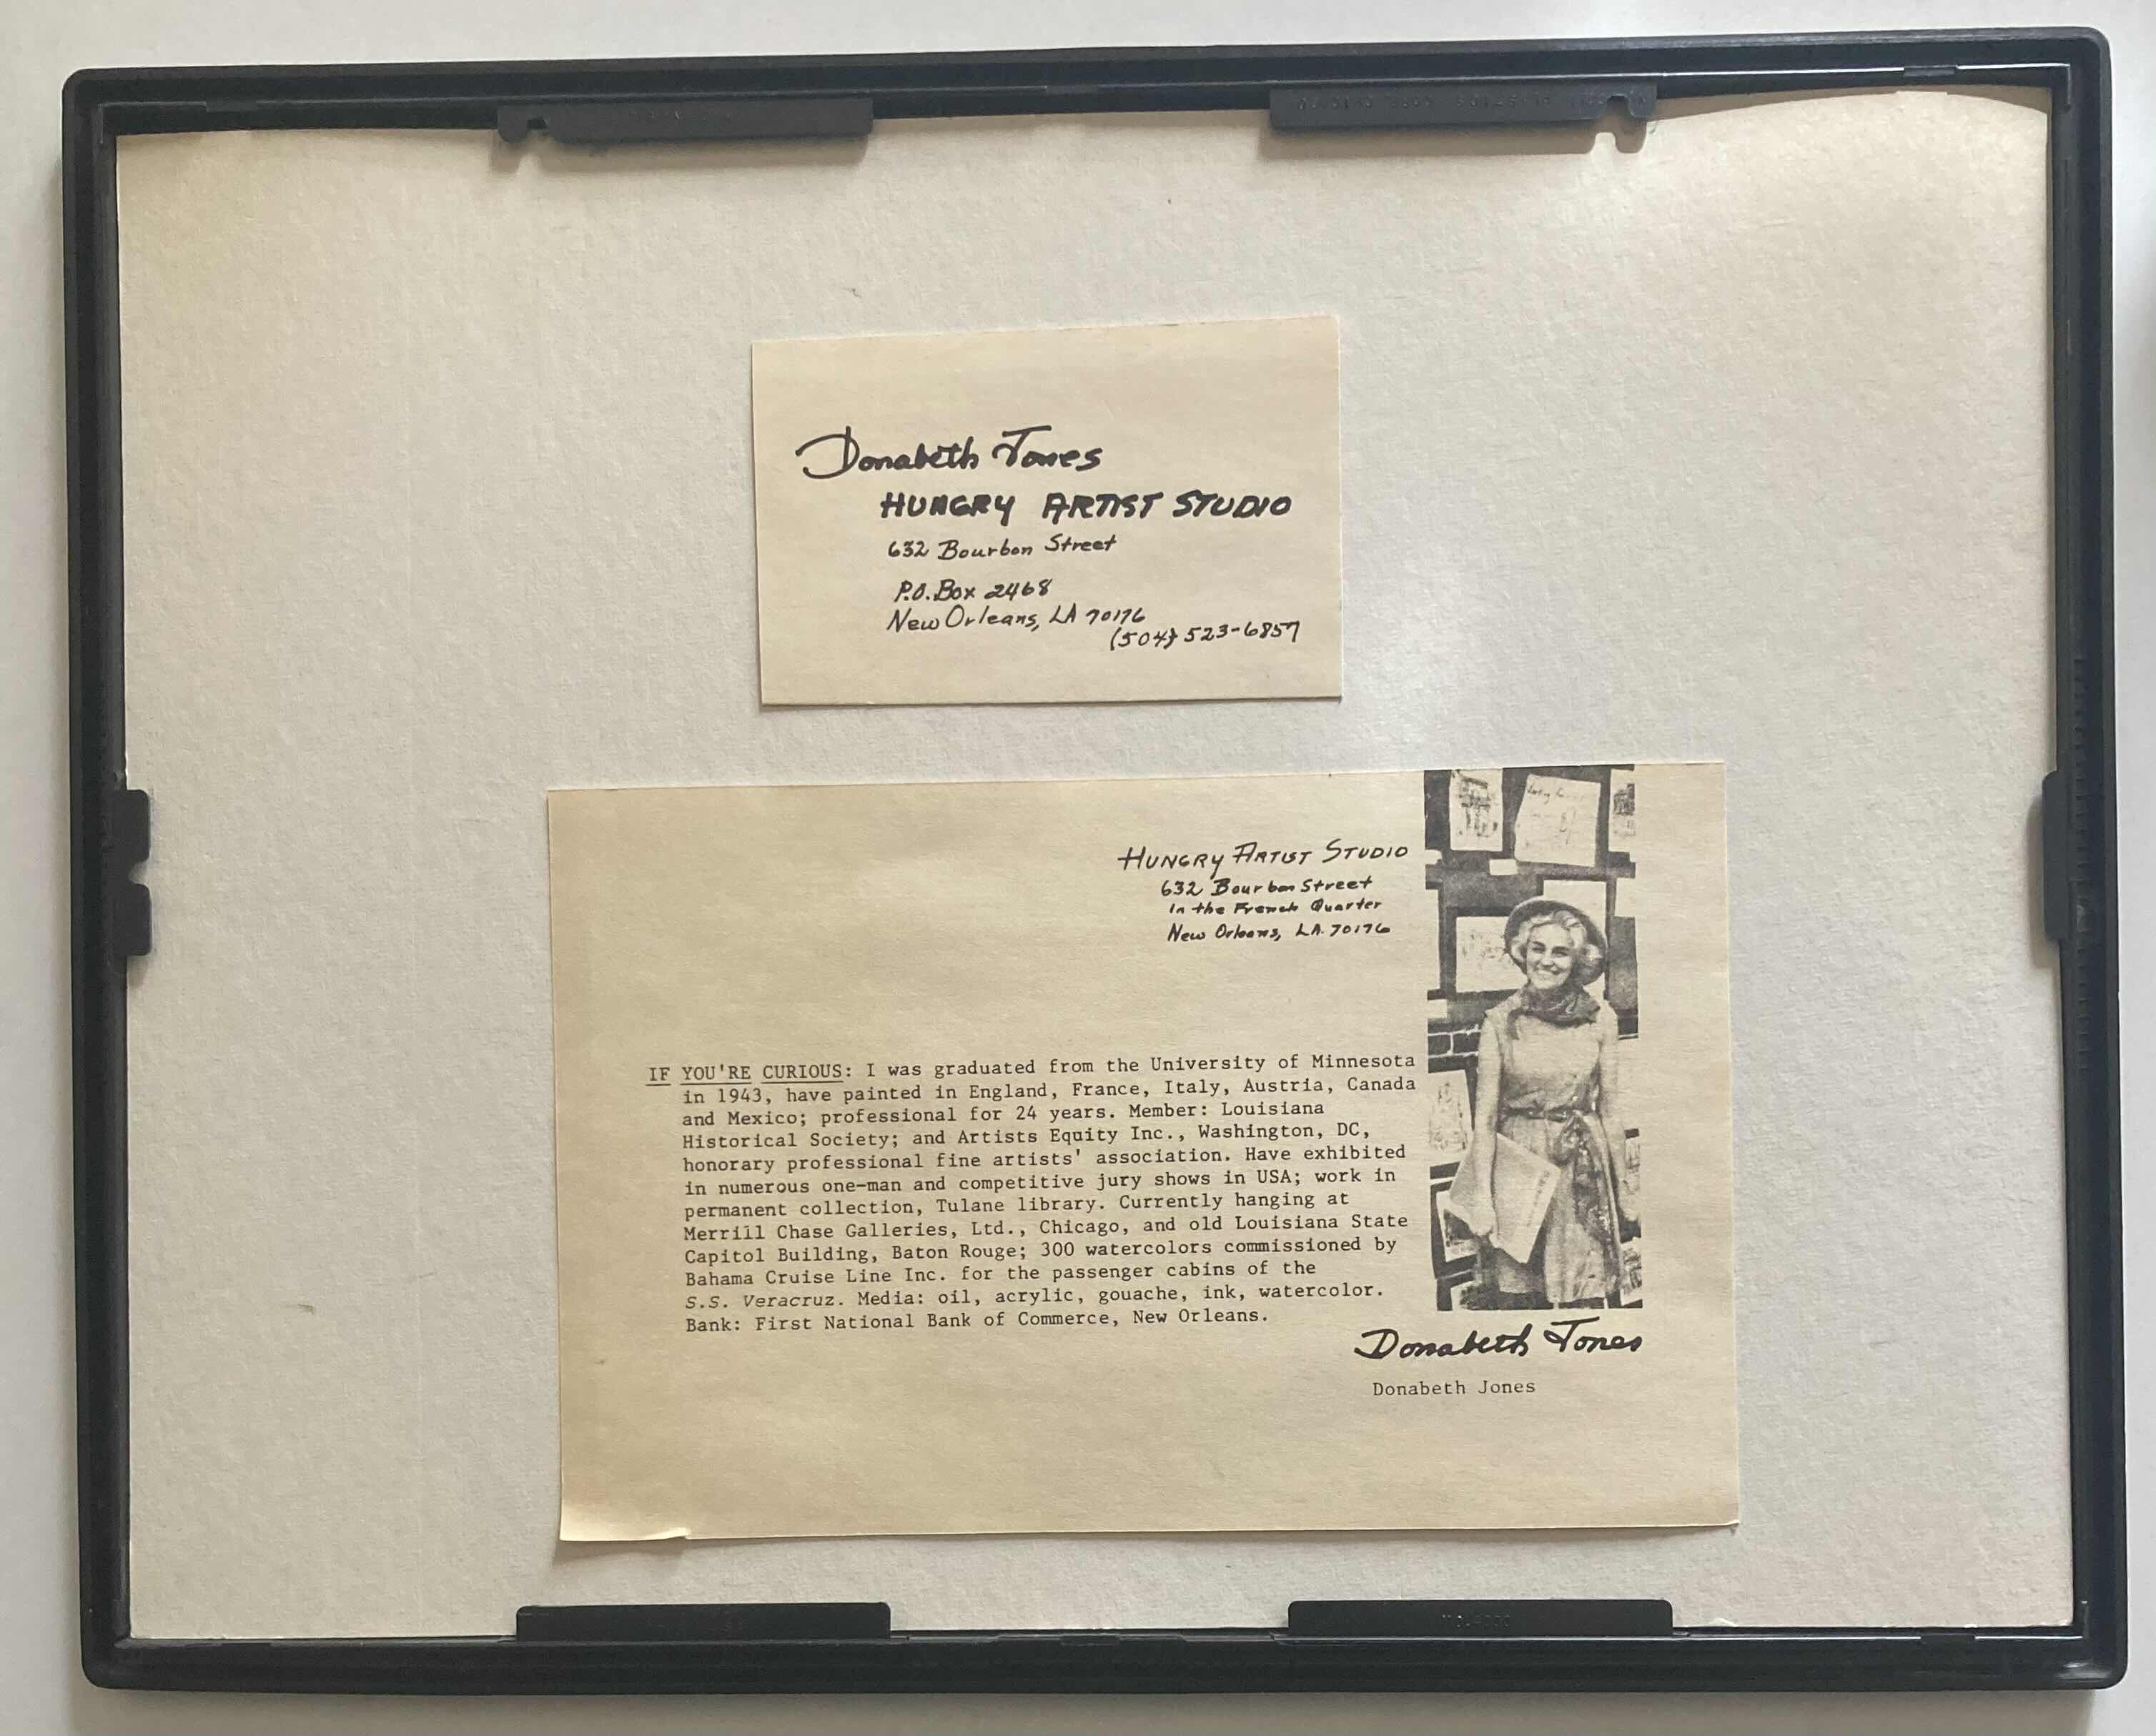 Donabeth Jones
HUNGRY ARTIST STUDIO
632 Bourbon Street
P.O. Box 2468
New Orleans, LA 70176
(504) 523-6857
HUNGRY ARTIST STUDIO
632 Bourbon Street
In the French Quarter
New Orleans, LA. 70176
IF YOU'RE CURIOUS: I was graduated from the University of Minnesota
in 1943, have painted in England, France, Italy, Austria, Canada
and Mexico; professional for 24 years. Member: Louisiana
Historical Society; and Artists Equity Inc., Washington, DC,
honorary professional fine artists' association. Have exhibited
in numerous one-man and competitive jury shows in USA; work in
permanent collection, Tulane library. Currently hanging at
Merrill Chase Galleries, Ltd., Chicago, and old Louisiana State
Capitol Building, Baton Rouge; 300 watercolors commissioned by
Bahama Cruise Line Inc. for the passenger cabins of the
S.S. Veracruz. Media: oil, acrylic, gouache, ink, watercolor.
Bank: First National Bank of Commerce, New Orleans.
Donabeth Jones
Donabeth Jones